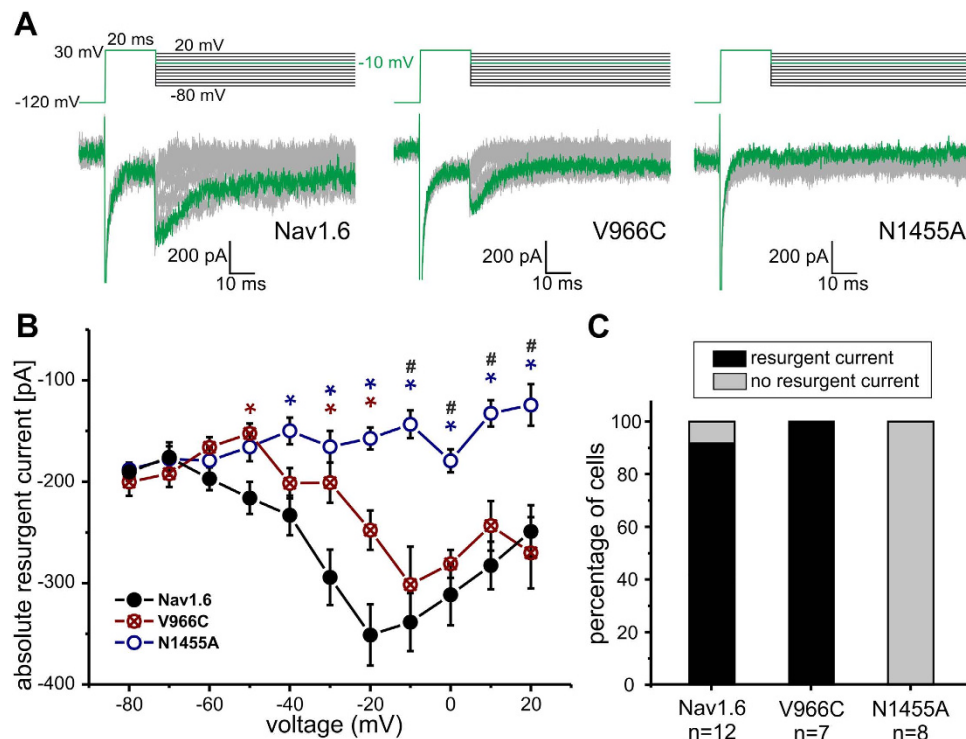 A
20 ms
30 mV
20 mV
-10 mV
-120 mV
-80 mV
Nav1.6
V966C
N1455A
200 pA
10 ms
200 pA
10 ms
200 pA
10 ms
B
absolute resurgent current [pA]
-100
-200
-300
-400
# # #
* * * * * # * *
* * *
Nav1.6
V966C
N1455A
-80 -60 -40 -20 0 20
voltage (mV)
C
resurgent current
no resurgent current
percentage of cells
100
80
60
40
20
0
Nav1.6 V966C N1455A
n=12 n=7 n=8